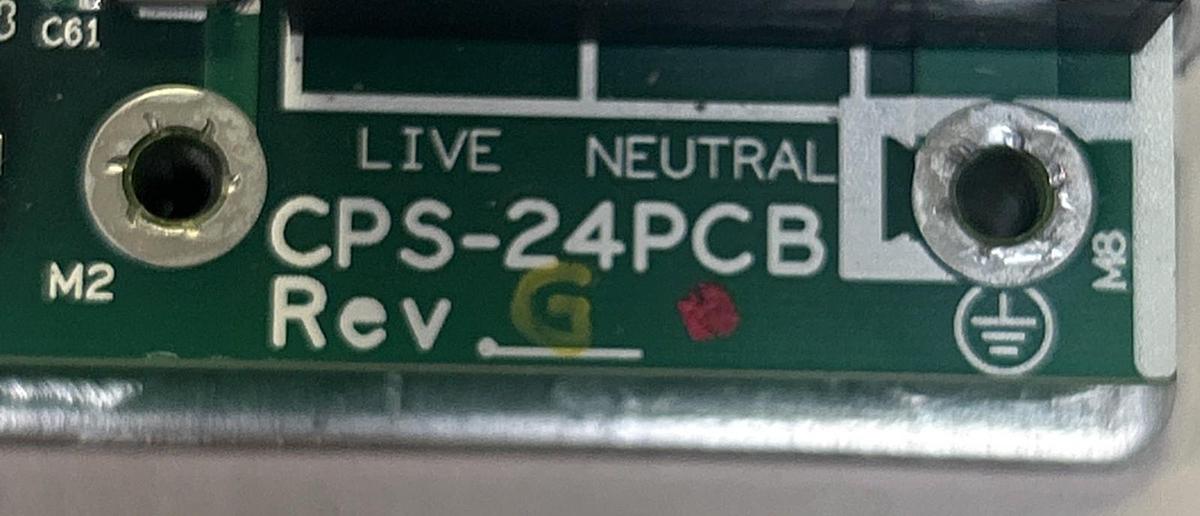 C61
LIVE NEUTRAL
CPS-24PCB
M2
M8
Rev. G